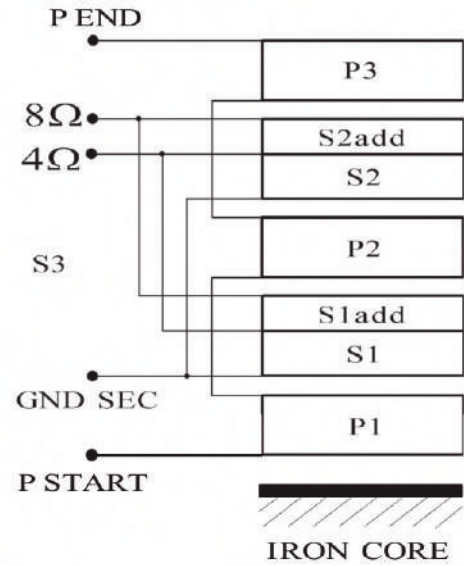 P END
P3
8Ω
S2add
4Ω
S2
P2
S3
S1add
S1
GND SEC
P1
P START
IRON CORE